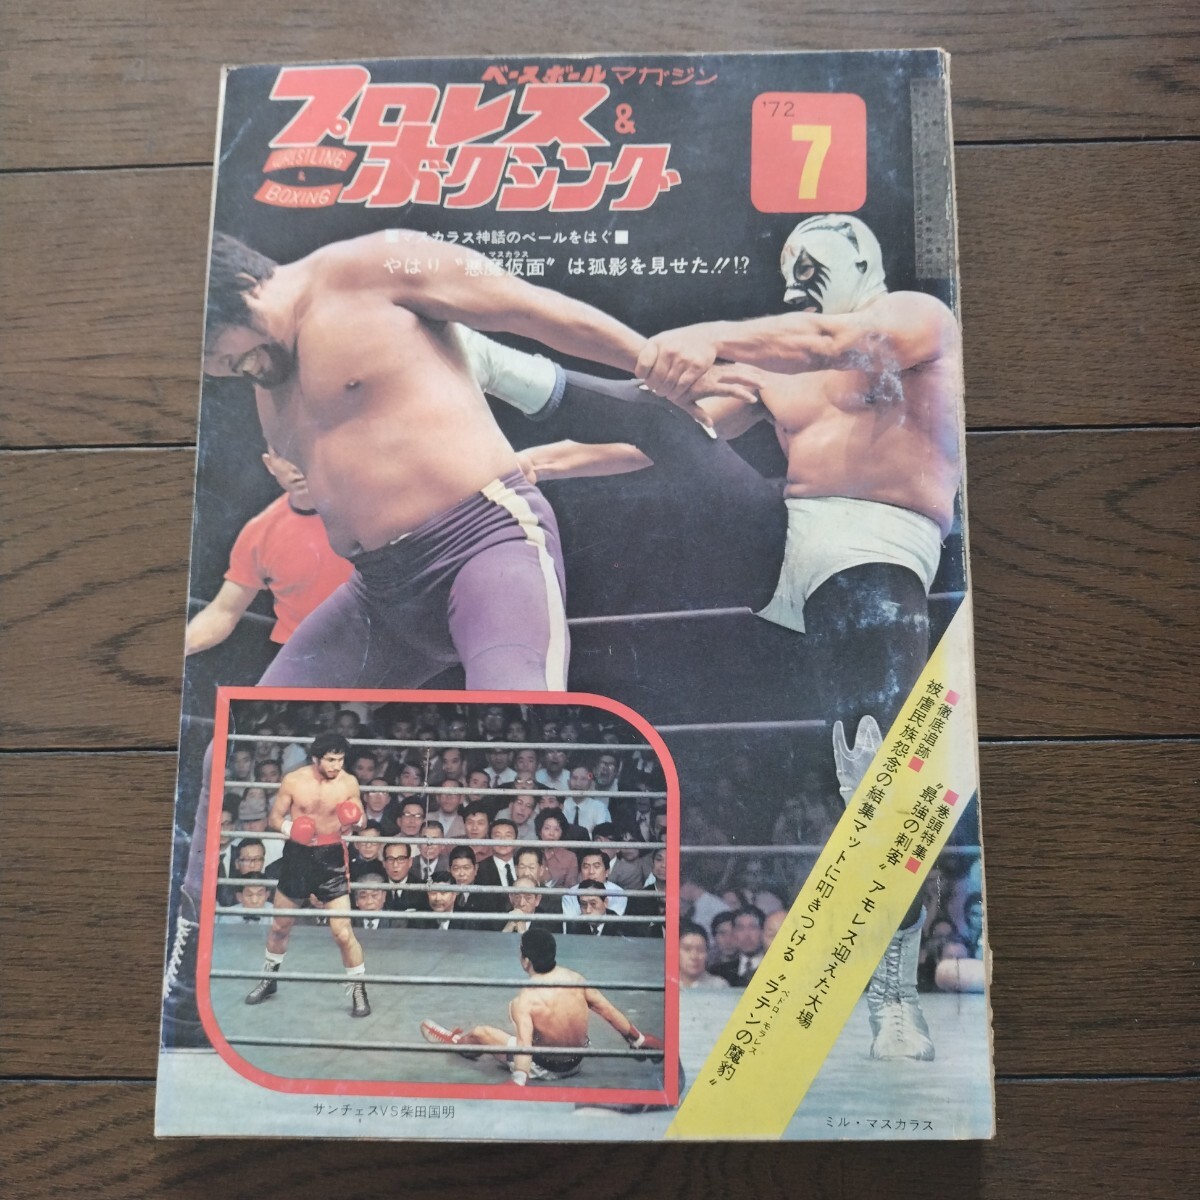 ベースボールマガジン
プロレス&
ボクシング
WRESTLING
&
BOXING
'72
7
■マスカラス神話のベールをはぐ■
マスカラス
やはり〝悪魔仮面〟は孤影を見せた!!!?
■巻頭特集■
〝最強の刺客〟アモレス迎えた大場
■徹底追跡■
被虐民族怨念の結集マットに叩きつける〝ラテンの魔豹〟
ペドロ・モラレス
サンチェスVS柴田国明
ミル・マスカラス